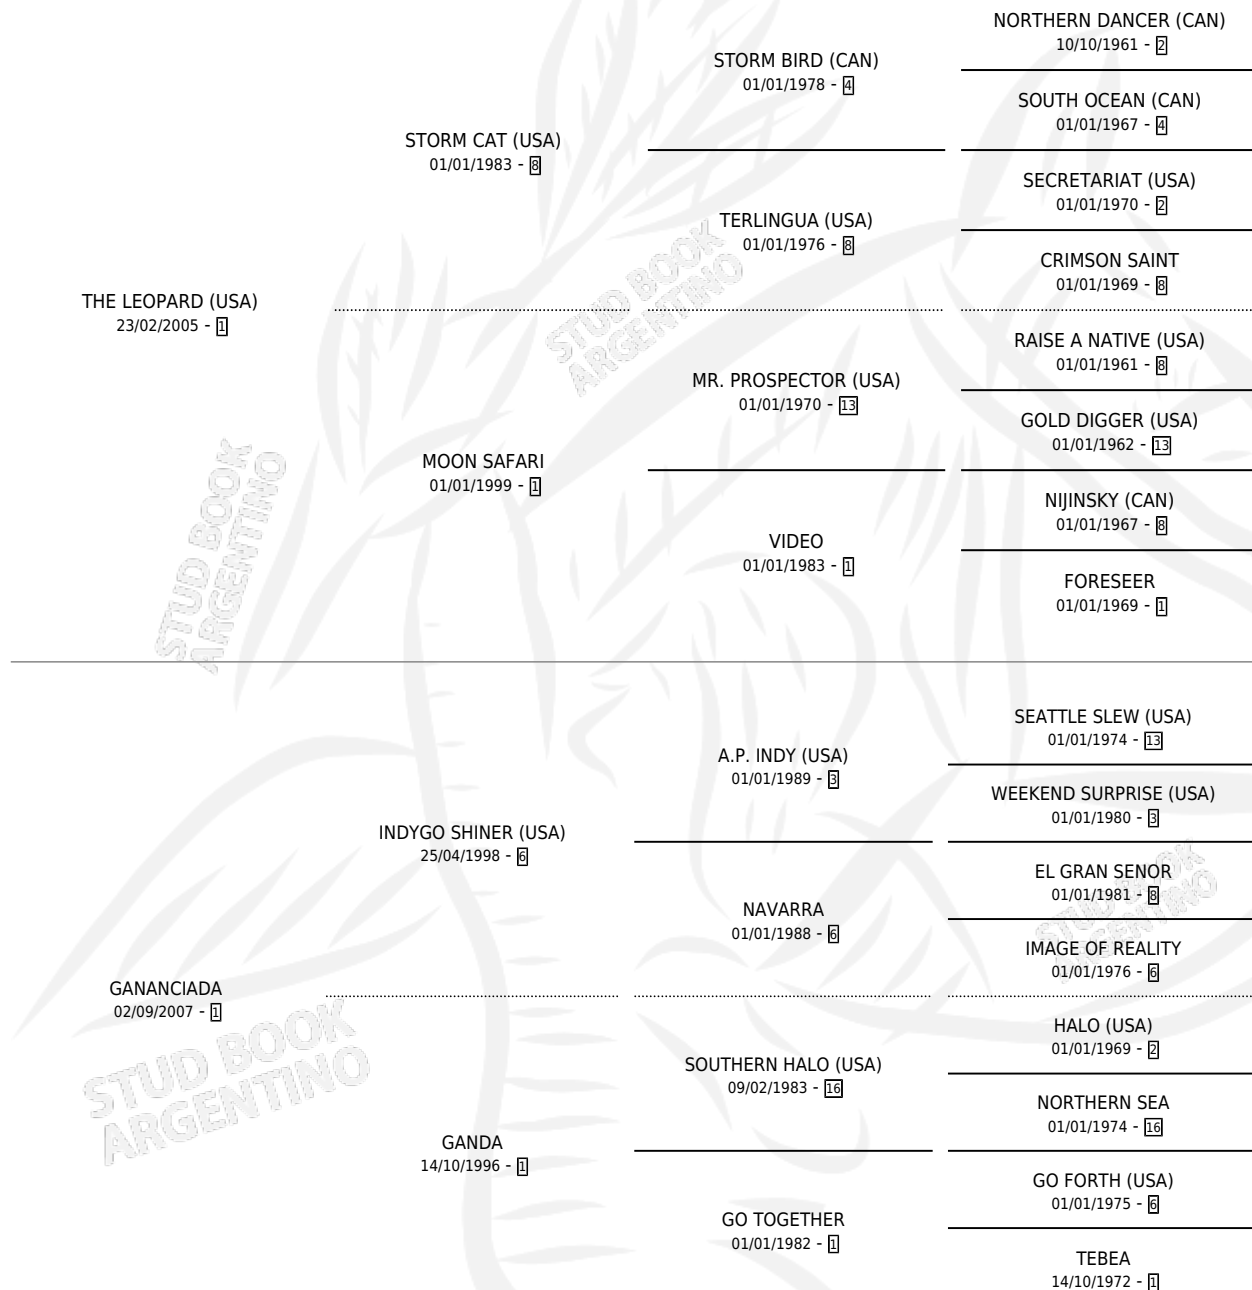 NORTHERN DANCER (CAN)
10/10/1961 - 2
STORM BIRD (CAN)
01/01/1978 - 4
SOUTH OCEAN (CAN)
01/01/1967 - 4
STORM CAT (USA)
01/01/1983 - 8
SECRETARIAT (USA)
01/01/1970 - 2
TERLINGUA (USA)
01/01/1976 - 8
CRIMSON SAINT
01/01/1969 - 8
THE LEOPARD (USA)
23/02/2005 - 1
STUD BOOK
ARGENTINO
RAISE A NATIVE (USA)
01/01/1961 - 8
MR. PROSPECTOR (USA)
01/01/1970 - 13
GOLD DIGGER (USA)
01/01/1962 - 13
MOON SAFARI
01/01/1999 - 1
NIJINSKY (CAN)
01/01/1967 - 8
VIDEO
01/01/1983 - 1
FORESEER
01/01/1969 - 1
STUD BOOK
ARGENTINO
SEATTLE SLEW (USA)
01/01/1974 - 13
A.P. INDY (USA)
01/01/1989 - 3
WEEKEND SURPRISE (USA)
01/01/1980 - 3
INDYGO SHINER (USA)
25/04/1998 - 6
EL GRAN SENOR
01/01/1981 - 8
NAVARRA
01/01/1988 - 6
STUD BOOK
ARGENTINO
IMAGE OF REALITY
01/01/1976 - 6
GANANCIADA
02/09/2007 - 1
STUD BOOK
ARGENTINO
HALO (USA)
01/01/1969 - 2
SOUTHERN HALO (USA)
09/02/1983 - 16
NORTHERN SEA
01/01/1974 - 16
GANDA
14/10/1996 - 1
GO FORTH (USA)
01/01/1975 - 6
GO TOGETHER
01/01/1982 - 1
TEBEA
14/10/1972 - 1